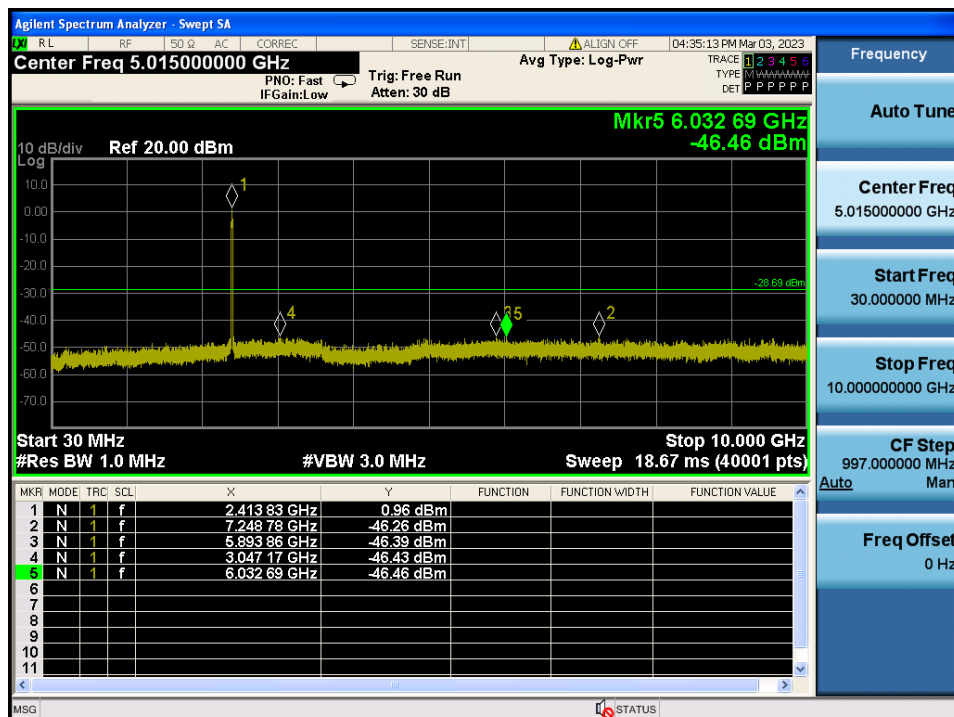 Agilent Spectrum Analyzer - Swept SA
LXI RL RF 50 Ω AC CORREC SENSE:INT ALIGN OFF 04:35:13 PM Mar 03, 2023
Center Freq 5.015000000 GHz
PNO: Fast
IFGain:Low
Trig: Free Run
Atten: 30 dB
Avg Type: Log-Pwr
TRACE 1 2 3 4 5 6
TYPE M
DET P P P P P P
Mkr5 6.032 69 GHz
-46.46 dBm
10 dB/div Ref 20.00 dBm
Log
10.0
0.00
-10.0
-20.0
-30.0
-40.0
-50.0
-60.0
-70.0
1
4
5
2
-28.69 dBm
Start 30 MHz Stop 10.000 GHz
#Res BW 1.0 MHz #VBW 3.0 MHz Sweep 18.67 ms (40001 pts)
MKR MODE TRC SCL X Y FUNCTION FUNCTION WIDTH FUNCTION VALUE
1 N 1 f 2.413 83 GHz 0.96 dBm
2 N 1 f 7.248 78 GHz -46.26 dBm
3 N 1 f 5.893 86 GHz -46.39 dBm
4 N 1 f 3.047 17 GHz -46.43 dBm
5 N 1 f 6.032 69 GHz -46.46 dBm
6
7
8
9
10
11
MSG STATUS
Frequency
Auto Tune
Center Freq
5.015000000 GHz
Start Freq
30.000000 MHz
Stop Freq
10.000000000 GHz
CF Step
997.000000 MHz
Auto Man
Freq Offset
0 Hz